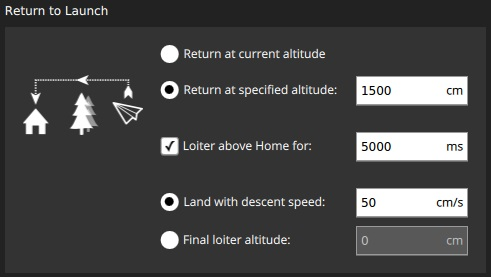 Return to Launch
Return at current altitude
Return at specified altitude: 1500 cm
Loiter above Home for: 5000 ms
Land with descent speed: 50 cm/s
Final loiter altitude: 0 cm